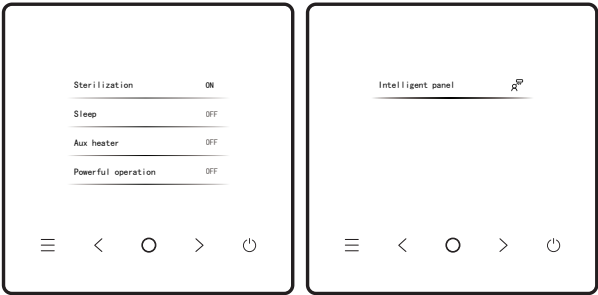 Sterilization ON
Sleep OFF
Aux heater OFF
Powerful operation OFF
Intelligent panel